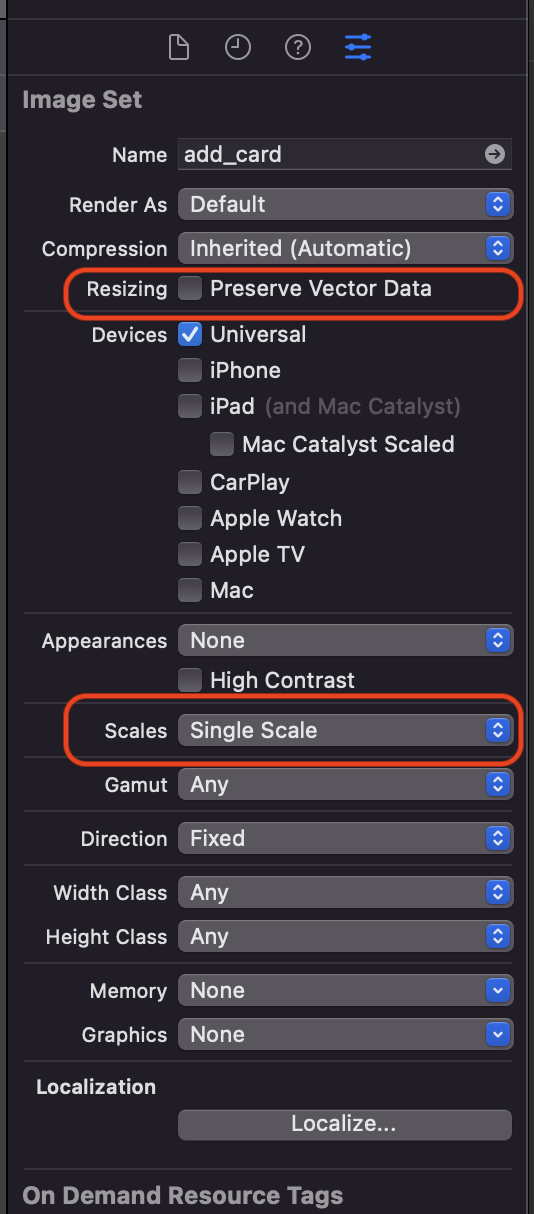 Image Set
Name add_card
Render As Default
Compression Inherited (Automatic)
Resizing Preserve Vector Data
Devices Universal
iPhone
iPad (and Mac Catalyst)
Mac Catalyst Scaled
CarPlay
Apple Watch
Apple TV
Mac
Appearances None
High Contrast
Scales Single Scale
Gamut Any
Direction Fixed
Width Class Any
Height Class Any
Memory None
Graphics None
Localization
Localize...
On Demand Resource Tags